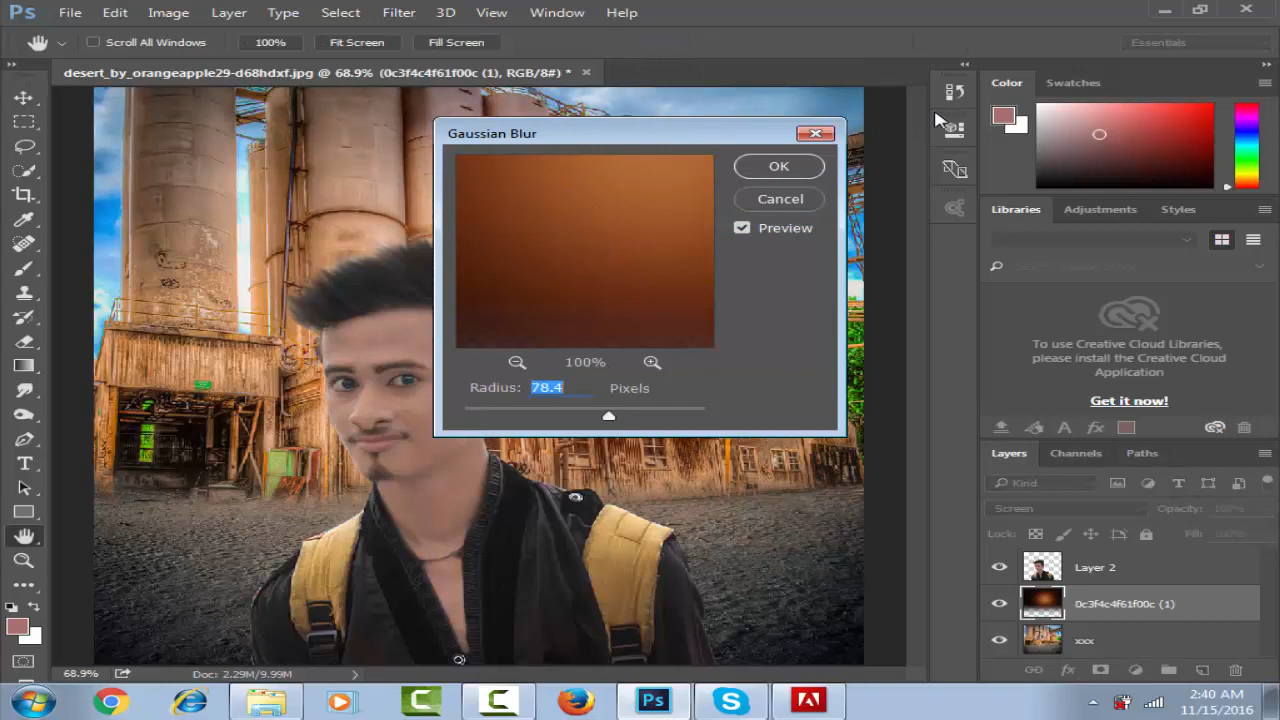 Ps File Edit Image Layer Type Select Filter 3D View Window Help
Scroll All Windows 100% Fit Screen Fill Screen Essentials
desert_by_orangeapple29-d68hdxf.jpg @ 68.9% (0c3f4c4f61f00c (1), RGB/8#) *
Color Swatches
Gaussian Blur
OK
Cancel
Preview
100%
Radius: 78.4 Pixels
Libraries Adjustments Styles
To use Creative Cloud Libraries,
please install the Creative Cloud
Application
Get it now!
Layers Channels Paths
Kind
Screen Opacity: 100%
Lock: Fill: 100%
Layer 2
0c3f4c4f61f00c (1)
xxx
68.9% Doc: 2.29M/9.99M
2:40 AM
11/15/2016